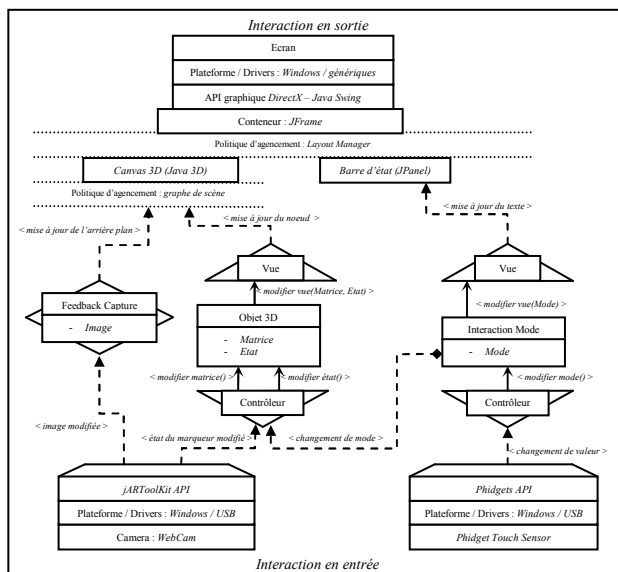 Interaction en sortie
Ecran
Plateforme / Drivers : Windows / génériques
API graphique DirectX – Java Swing
Conteneur : JFrame
Politique d'agencement : Layout Manager
Canvas 3D (Java 3D)
Barre d'état (JPanel)
Politique d'agencement : graphe de scène
< mise à jour de l'arrière plan >
< mise à jour du noeud >
< mise à jour du texte >
Vue
Vue
< modifier vue(Matrice, Etat) >
< modifier vue(Mode) >
Feedback Capture
- Image
Objet 3D
- Matrice
- Etat
Interaction Mode
- Mode
< modifier matrice() >
< modifier état() >
< modifier mode() >
Contrôleur
Contrôleur
< image modifiée >
< état du marqueur modifié >
< changement de mode >
< changement de valeur >
jARToolKit API
Plateforme / Drivers : Windows / USB
Camera : WebCam
Phidgets API
Plateforme / Drivers : Windows / USB
Phidget Touch Sensor
Interaction en entrée